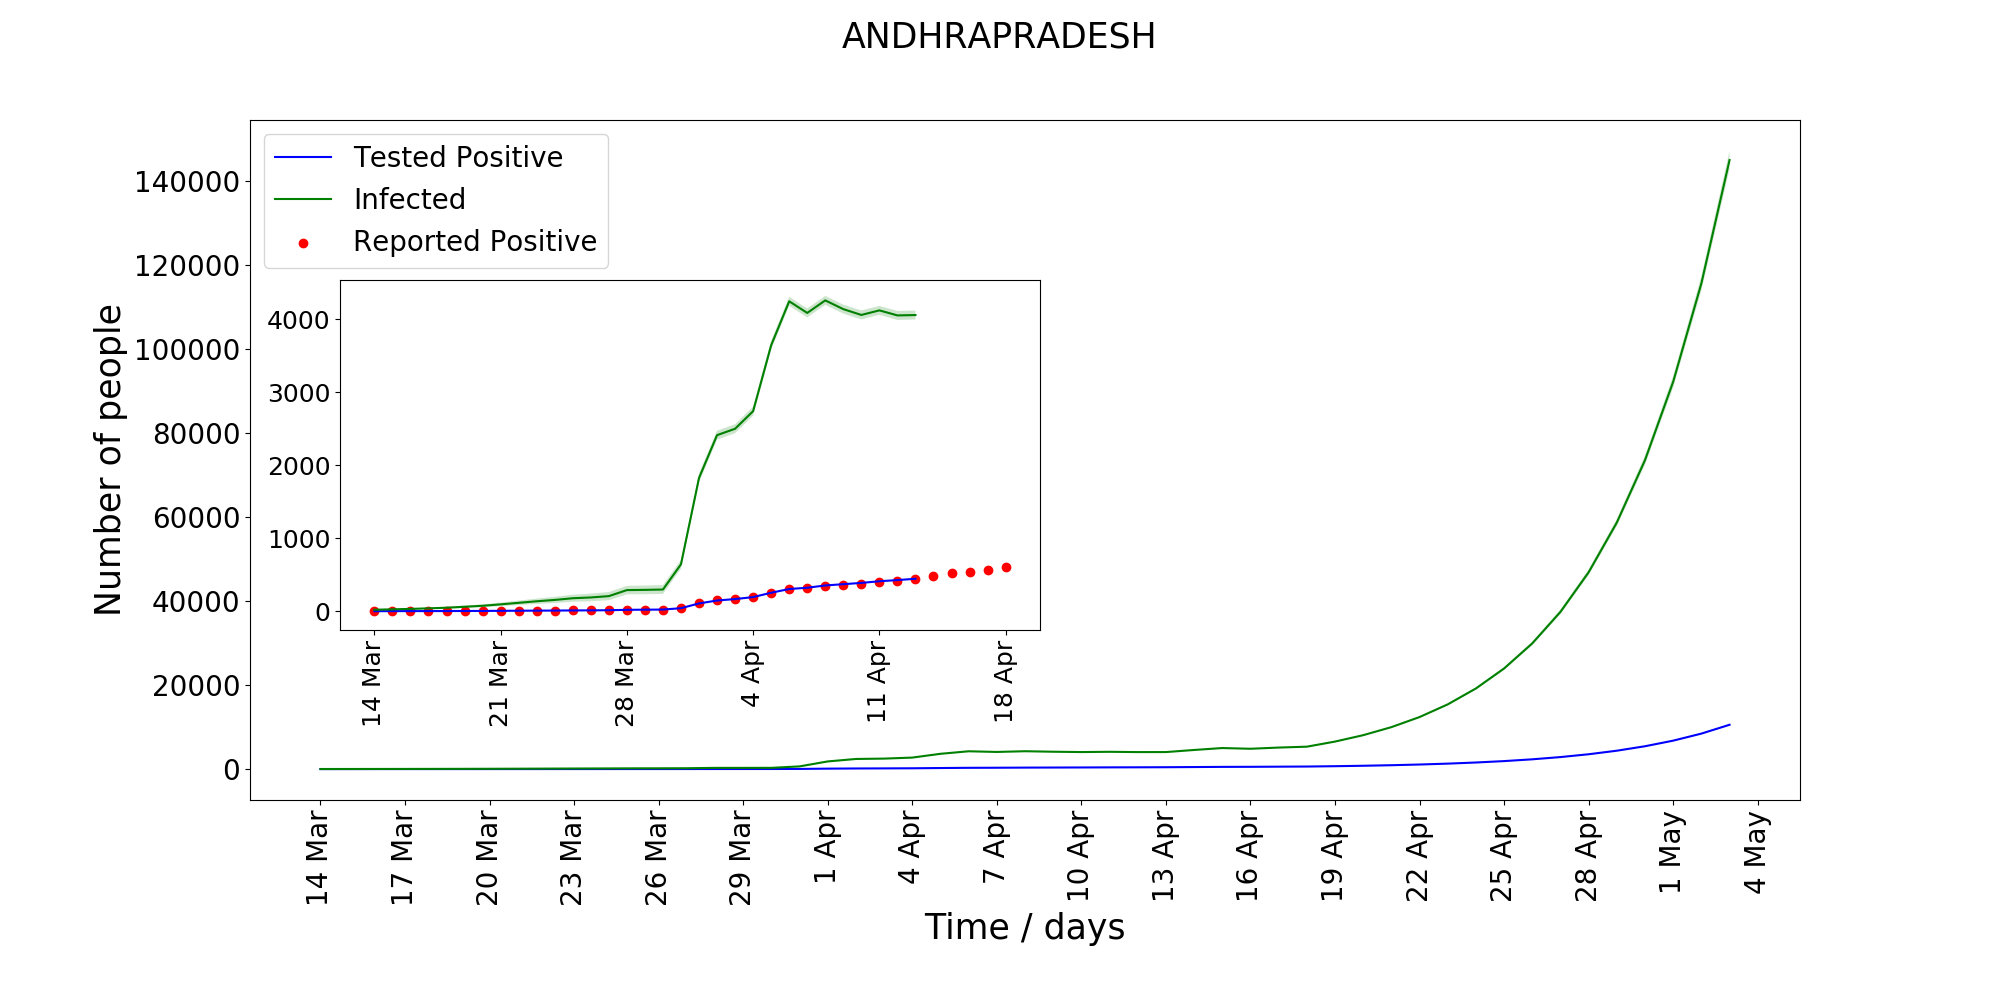 ANDHRAPRADESH
Tested Positive
Infected
Reported Positive
Number of people
140000
120000
100000
80000
60000
40000
20000
0
4000
3000
2000
1000
0
14 Mar
21 Mar
28 Mar
4 Apr
11 Apr
18 Apr
14 Mar
17 Mar
20 Mar
23 Mar
26 Mar
29 Mar
1 Apr
4 Apr
7 Apr
10 Apr
13 Apr
16 Apr
19 Apr
22 Apr
25 Apr
28 Apr
1 May
4 May
Time / days